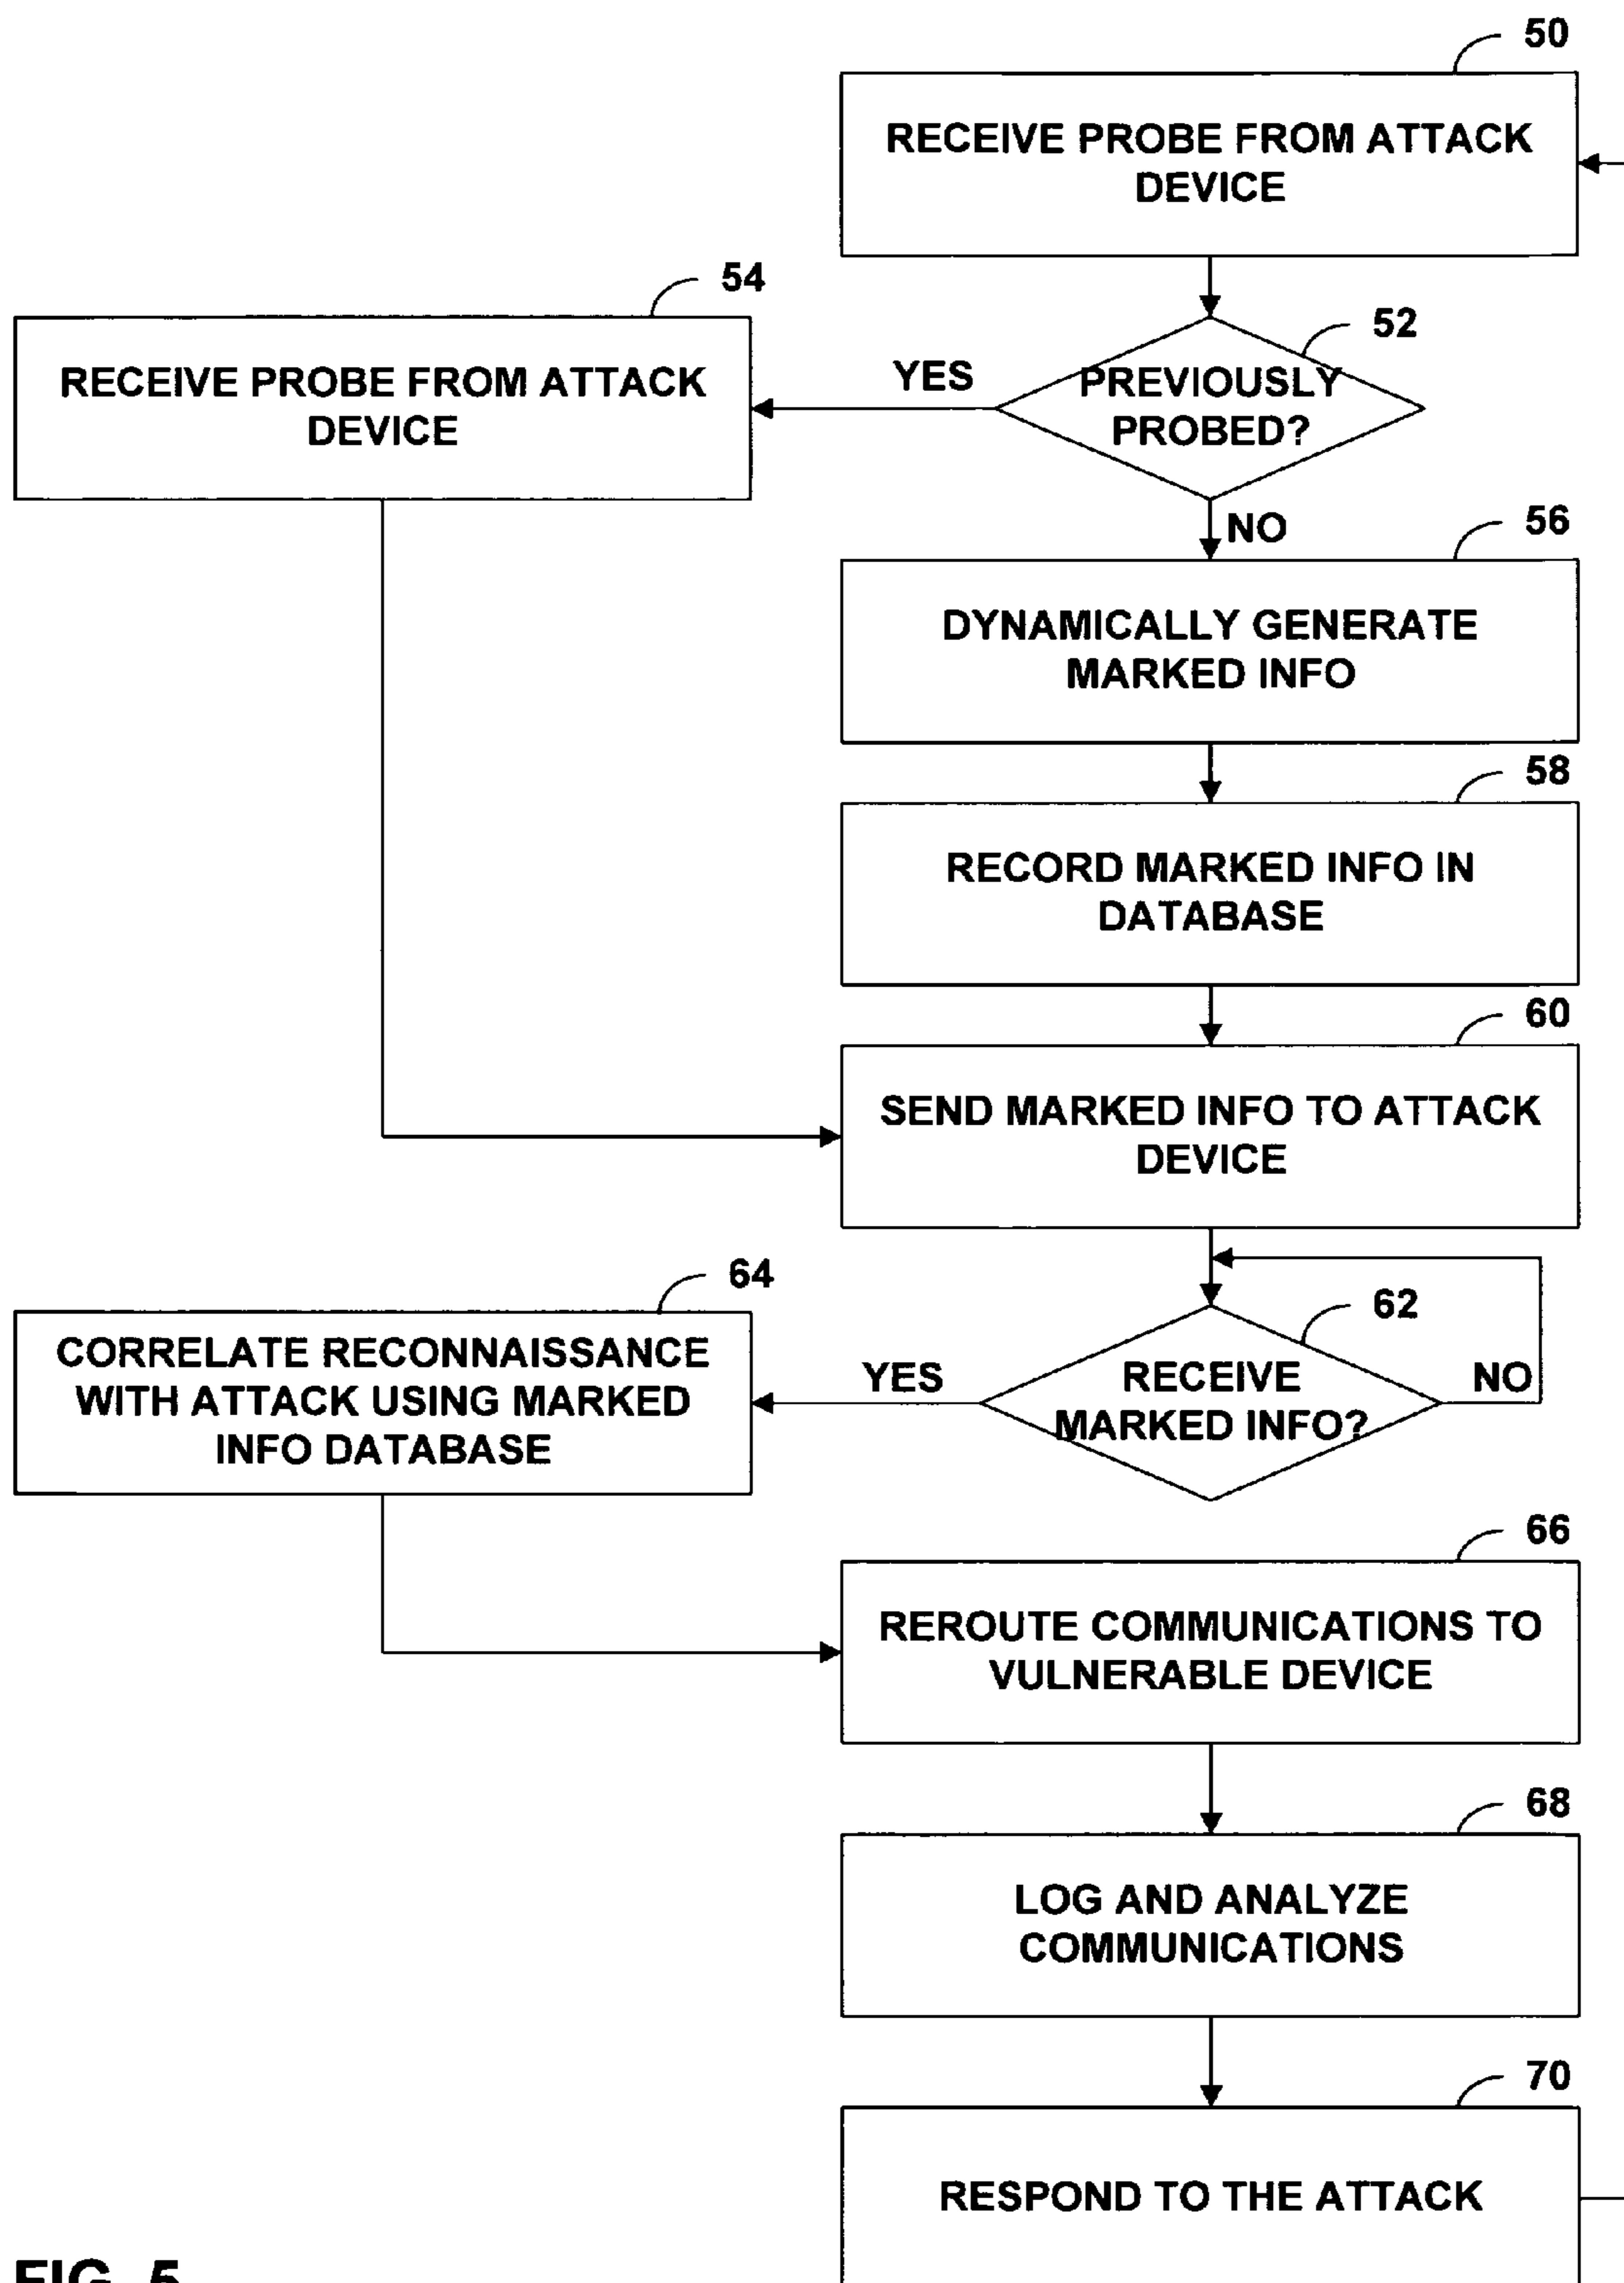 50
RECEIVE PROBE FROM ATTACK
DEVICE
54
52
RECEIVE PROBE FROM ATTACK
DEVICE
YES
PREVIOUSLY
PROBED?
NO
56
DYNAMICALLY GENERATE
MARKED INFO
58
RECORD MARKED INFO IN
DATABASE
60
SEND MARKED INFO TO ATTACK
DEVICE
64
62
CORRELATE RECONNAISSANCE
WITH ATTACK USING MARKED
INFO DATABASE
YES
RECEIVE
MARKED INFO?
NO
66
REROUTE COMMUNICATIONS TO
VULNERABLE DEVICE
68
LOG AND ANALYZE
COMMUNICATIONS
70
RESPOND TO THE ATTACK
FIG. 5